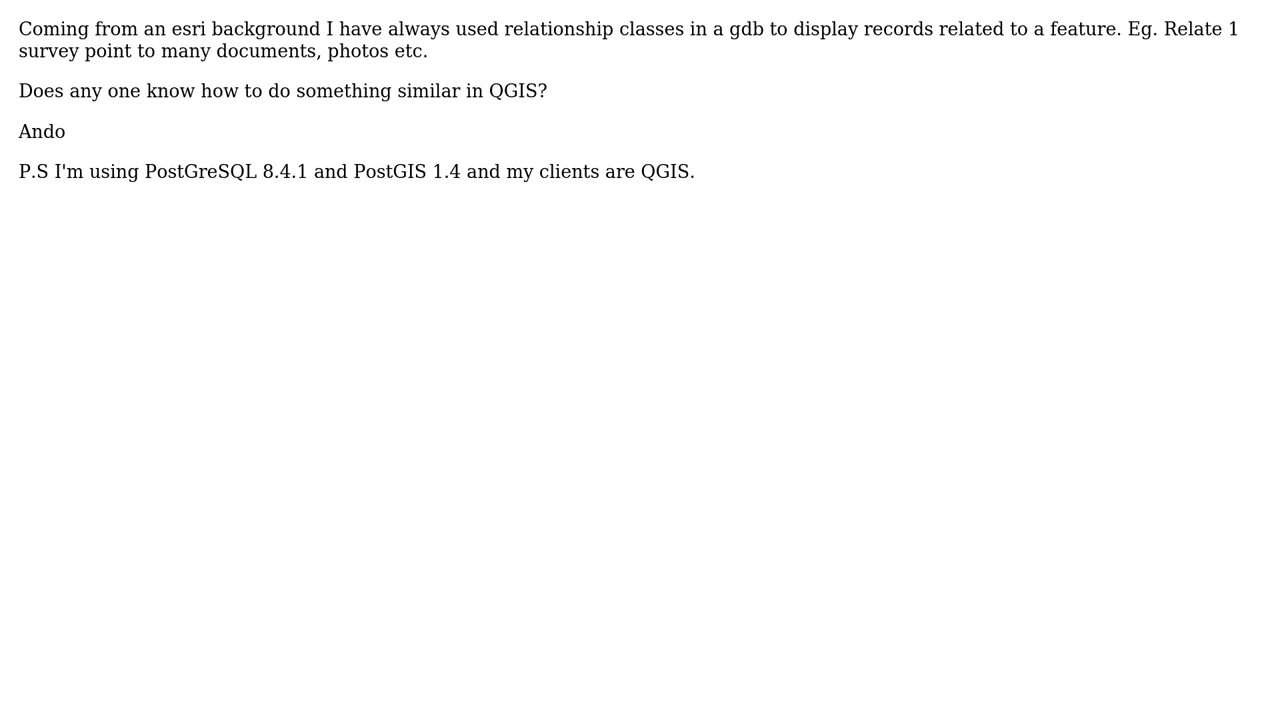 Coming from an esri background I have always used relationship classes in a gdb to display records related to a feature. Eg. Relate 1
survey point to many documents, photos etc.
Does any one know how to do something similar in QGIS?
Ando
P.S I'm using PostGreSQL 8.4.1 and PostGIS 1.4 and my clients are QGIS.